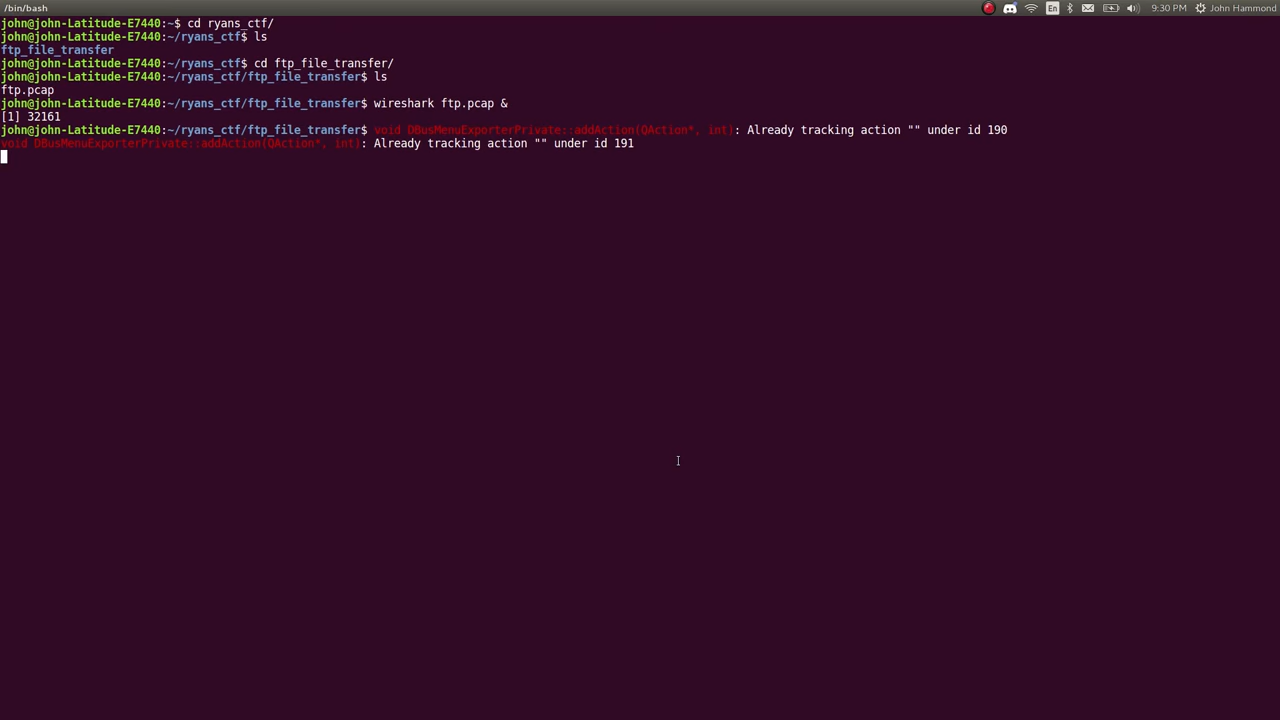 /bin/bash
En
9:30 PM
John Hammond
john@john-Latitude-E7440:~$ cd ryans_ctf/
john@john-Latitude-E7440:~/ryans_ctf$ ls
ftp_file_transfer
john@john-Latitude-E7440:~/ryans_ctf$ cd ftp_file_transfer/
john@john-Latitude-E7440:~/ryans_ctf/ftp_file_transfer$ ls
ftp.pcap
john@john-Latitude-E7440:~/ryans_ctf/ftp_file_transfer$ wireshark ftp.pcap &
[1] 32161
john@john-Latitude-E7440:~/ryans_ctf/ftp_file_transfer$ void DBusMenuExporterPrivate::addAction(QAction*, int): Already tracking action "" under id 190
void DBusMenuExporterPrivate::addAction(QAction*, int): Already tracking action "" under id 191